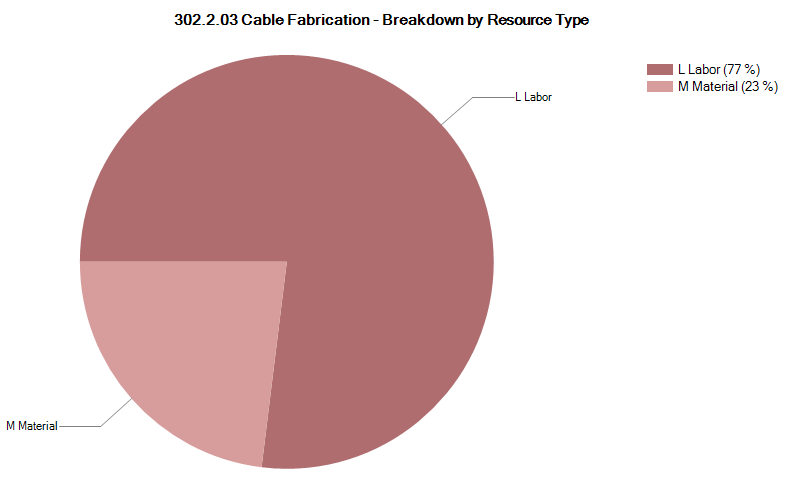 302.2.03 Cable Fabrication - Breakdown by Resource Type
L Labor (77 %)
M Material (23 %)
L Labor
M Material